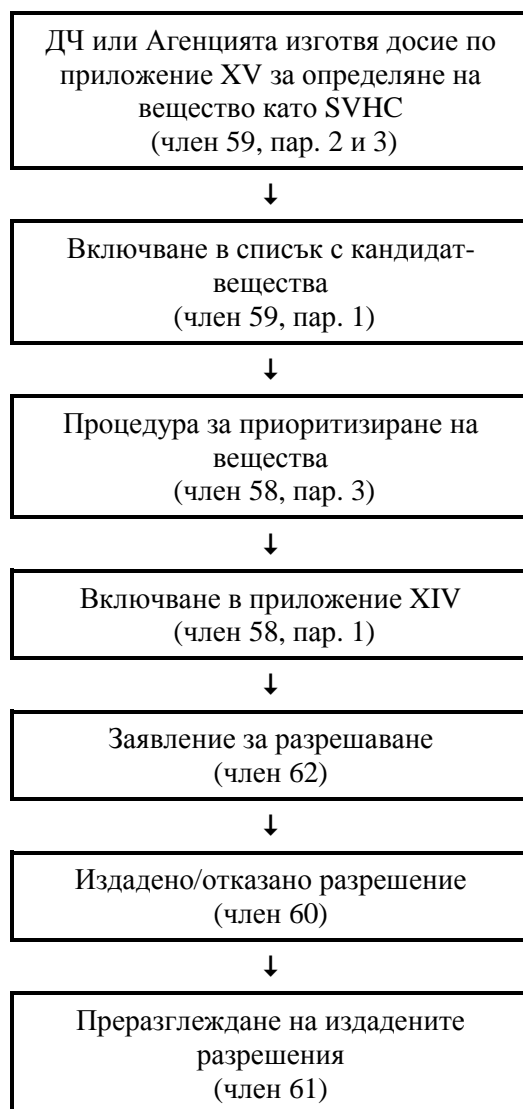 ДЧ или Агенцията изготвя досие по
приложение XV за определяне на
вещество като SVHC
(член 59, пар. 2 и 3)
↓
Включване в списък с кандидат-
вещества
(член 59, пар. 1)
↓
Процедура за приоритизиране на
вещества
(член 58, пар. 3)
↓
Включване в приложение XIV
(член 58, пар. 1)
↓
Заявление за разрешаване
(член 62)
↓
Издадено/отказано разрешение
(член 60)
↓
Преразглеждане на издадените
разрешения
(член 61)